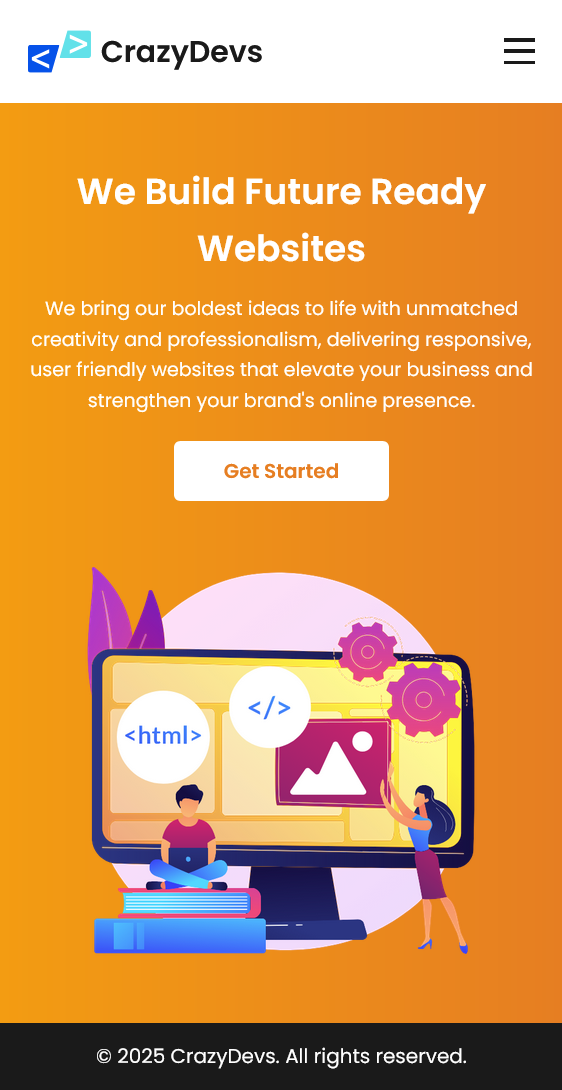 < > CrazyDevs
We Build Future Ready
Websites
We bring our boldest ideas to life with unmatched
creativity and professionalism, delivering responsive,
user friendly websites that elevate your business and
strengthen your brand's online presence.
Get Started
</>
<html>
© 2025 CrazyDevs. All rights reserved.